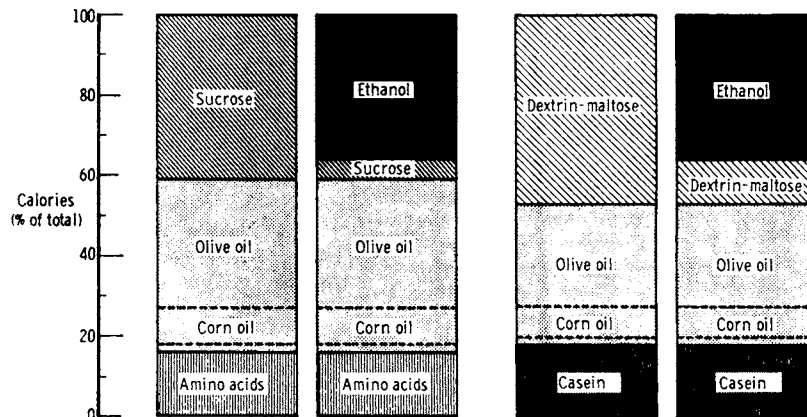 100
80
60
Calories
(% of total)
40
20
0
Sucrose
Olive oil
Corn oil
Amino acids
Ethanol
Sucrose
Olive oil
Corn oil
Amino acids
Dextrin-maltose
Olive oil
Corn oil
Casein
Ethanol
Dextrin-maltose
Olive oil
Corn oil
Casein